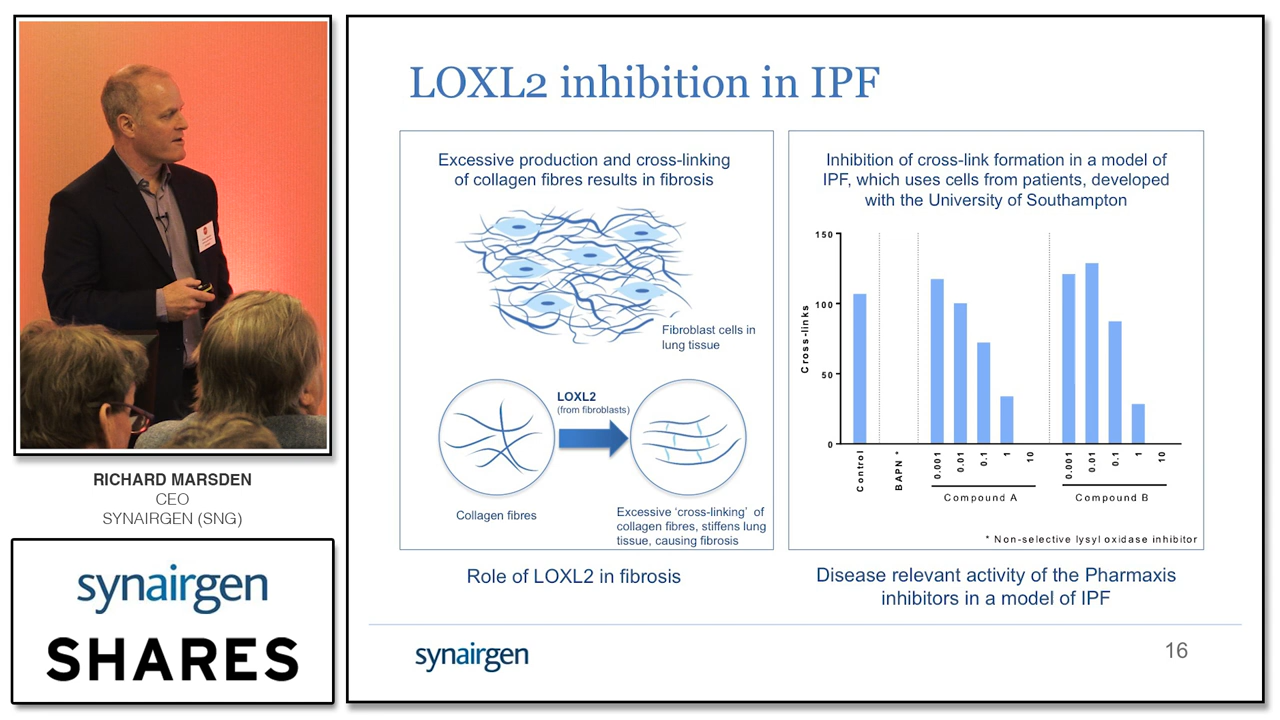 RICHARD MARSDEN
CEO
SYNAIRGEN (SNG)
synairgen
SHARES
LOXL2 inhibition in IPF
Excessive production and cross-linking
of collagen fibres results in fibrosis
Fibroblast cells in
lung tissue
LOXL2
(from fibroblasts)
Collagen fibres
Excessive ‘cross-linking’ of
collagen fibres, stiffens lung
tissue, causing fibrosis
Role of LOXL2 in fibrosis
Inhibition of cross-link formation in a model of
IPF, which uses cells from patients, developed
with the University of Southampton
150
100
50
0
Cross-links
Control
BAPN *
0.001
0.01
0.1
1
10
Compound A
0.001
0.01
0.1
1
10
Compound B
* Non-selective lysyl oxidase inhibitor
Disease relevant activity of the Pharmaxis
inhibitors in a model of IPF
synairgen
16